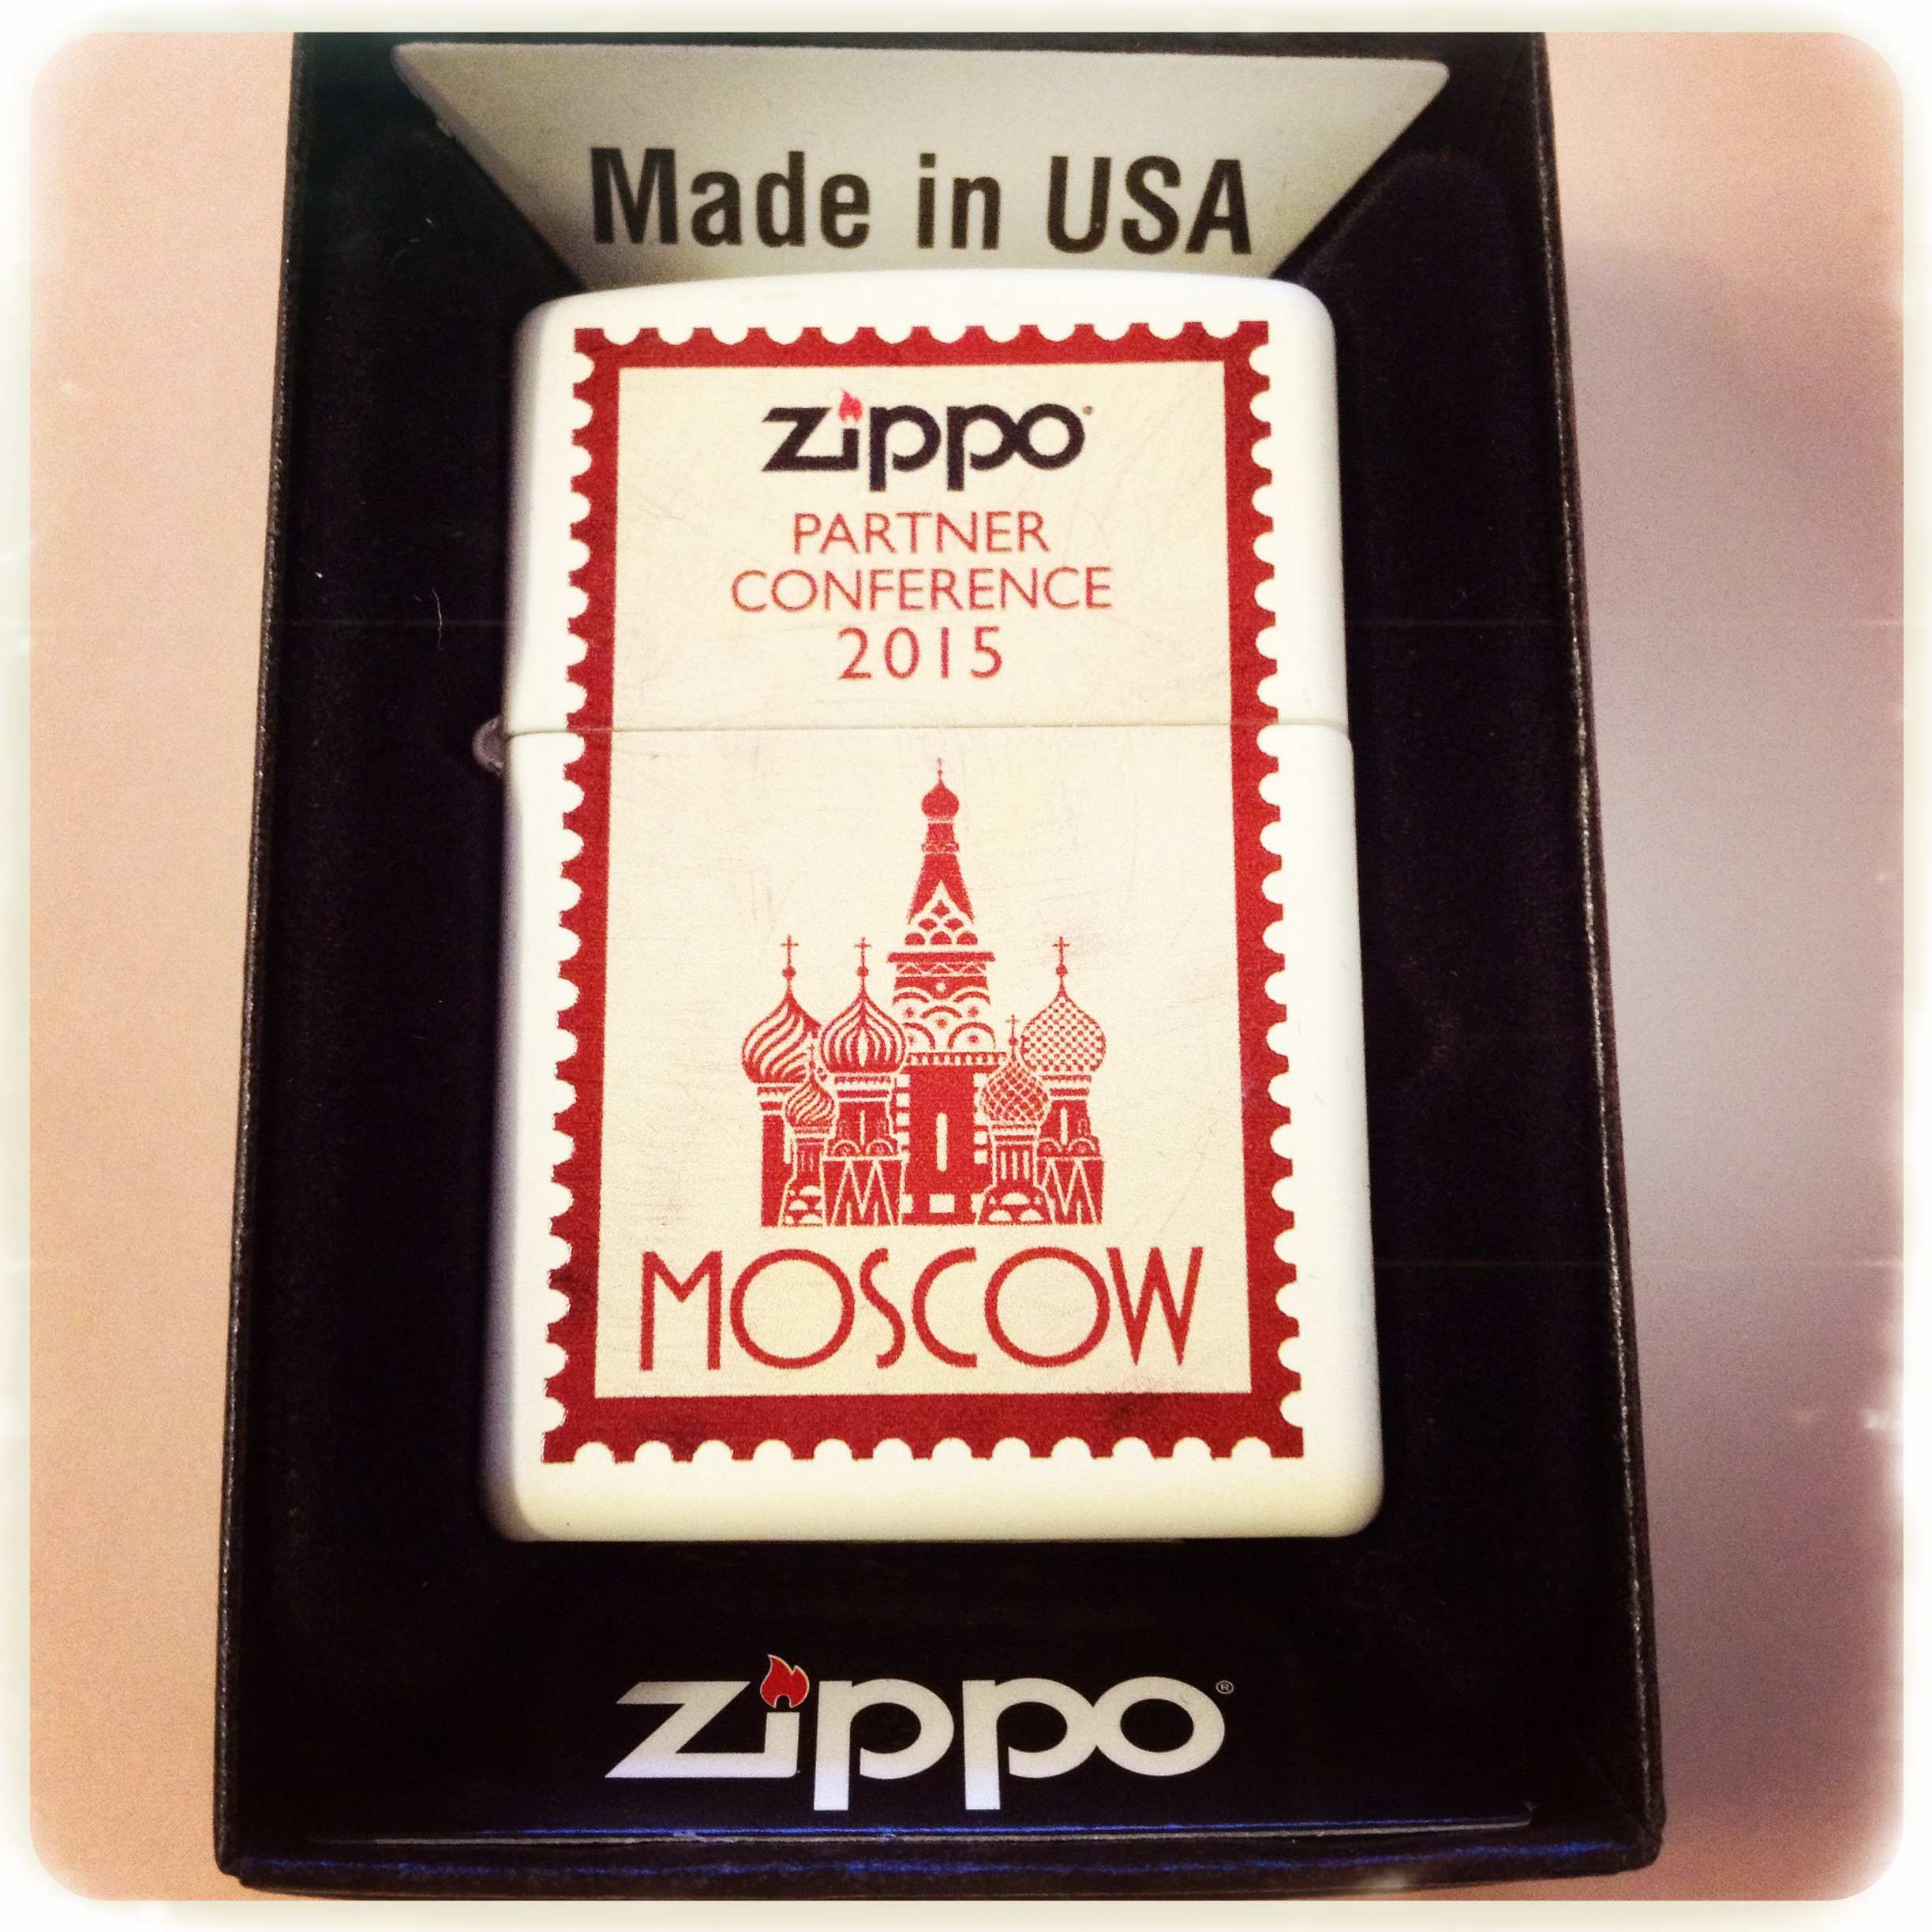 Made in USA
zippo
PARTNER
CONFERENCE
2015
MOSCOW
zippo®